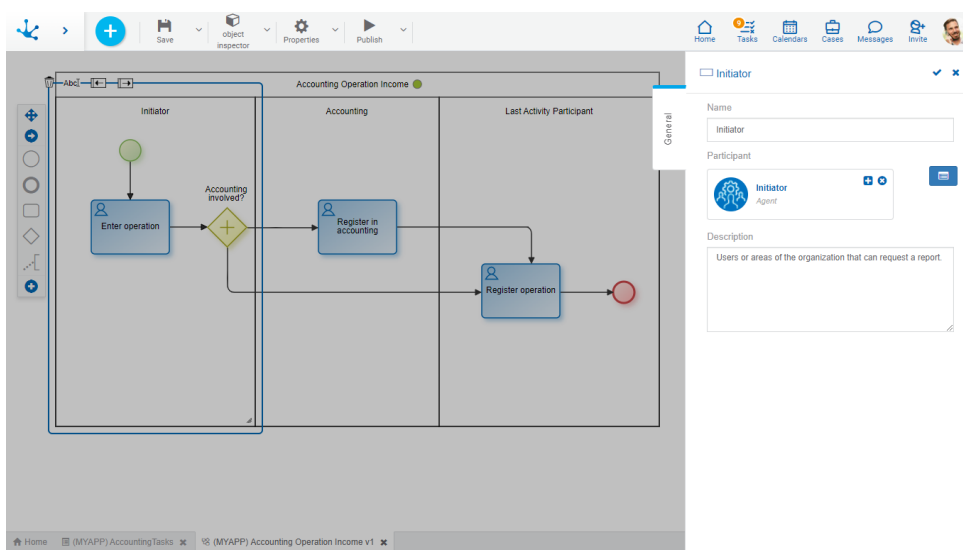 Save
object
inspector
Properties
Publish
Home
9
Tasks
Calendars
Cases
Messages
Invite
Abc
Accounting Operation Income
Initiator
Accounting
Last Activity Participant
Enter operation
Accounting
involved?
Register in
accounting
Register operation
General
Initiator
Name
Initiator
Participant
Initiator
Agent
Description
Users or areas of the organization that can request a report.
Home
(MYAPP) AccountingTasks
(MYAPP) Accounting Operation Income v1